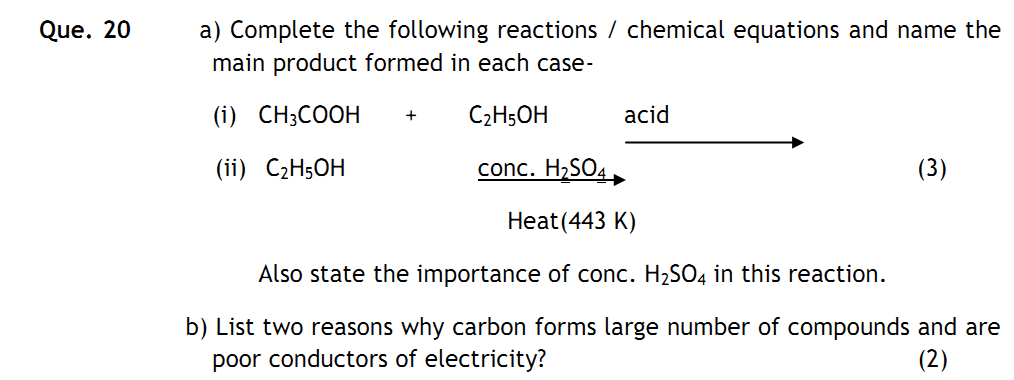 Que. 20 a) Complete the following reactions / chemical equations and name the
main product formed in each case-
(i) CH₃COOH + C₂H₅OH acid
(ii) C₂H₅OH conc. H₂SO₄ (3)
Heat(443 K)
Also state the importance of conc. H₂SO₄ in this reaction.
b) List two reasons why carbon forms large number of compounds and are
poor conductors of electricity? (2)